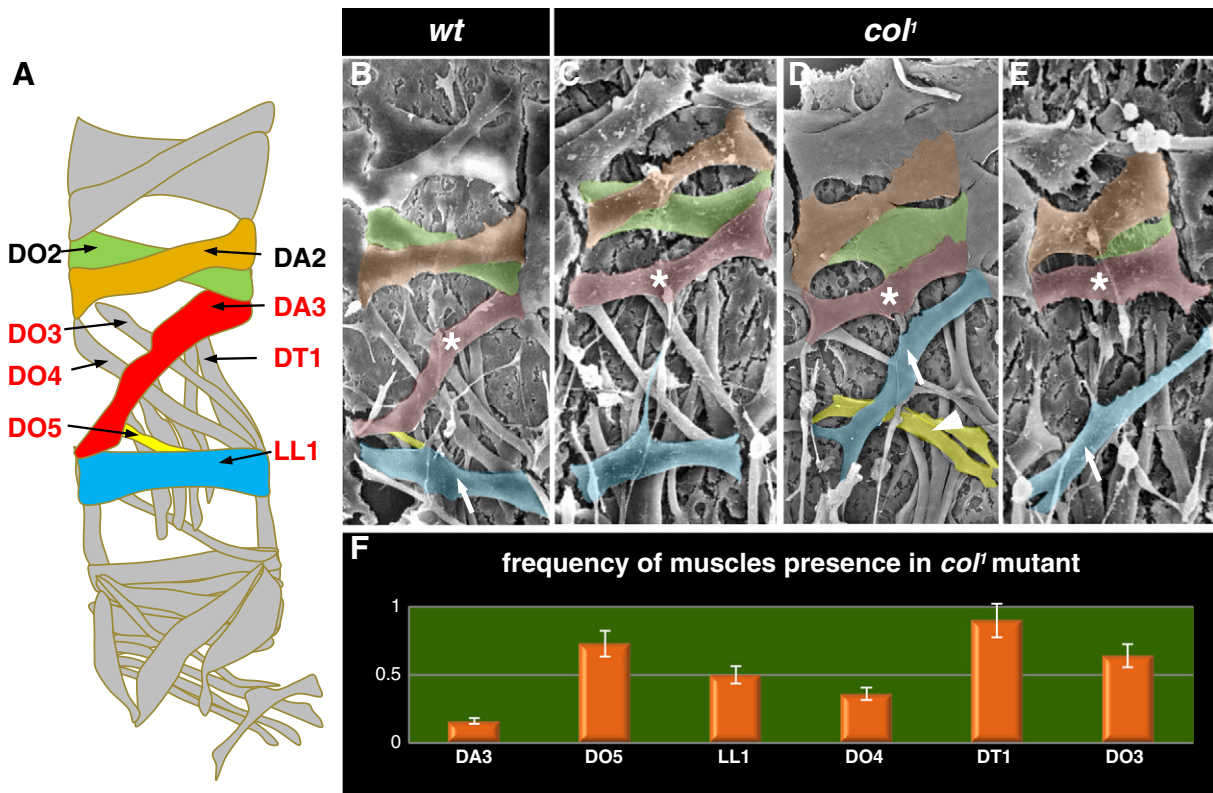 wt
col¹
A
B
C
D
E
DO2
DA2
DA3
DO3
DT1
DO4
DO5
LL1
*
*
*
*
F
frequency of muscles presence in col¹ mutant
1
0.5
0
DA3 DO5 LL1 DO4 DT1 DO3